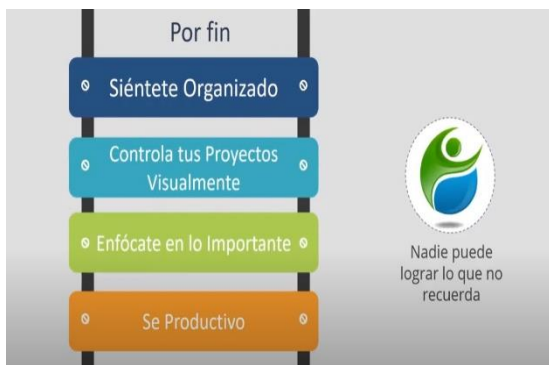 Por fin
Siéntete Organizado
Controla tus Proyectos
Visualmente
Enfócate en lo Importante
Se Productivo
Nadie puede
lograr lo que no
recuerda